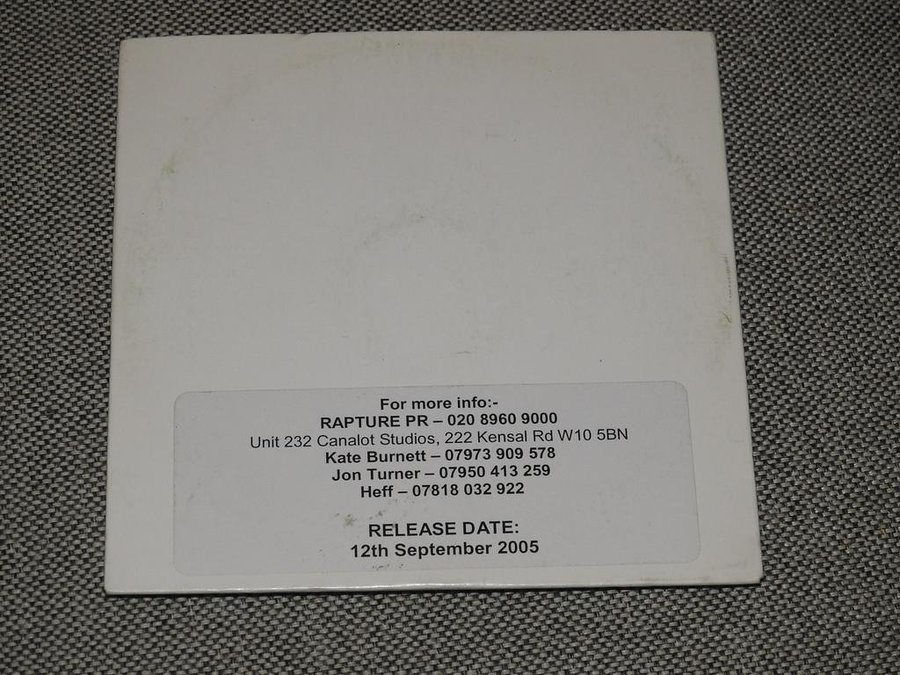 For more info:-
RAPTURE PR – 020 8960 9000
Unit 232 Canalot Studios, 222 Kensal Rd W10 5BN
Kate Burnett – 07973 909 578
Jon Turner – 07950 413 259
Heff – 07818 032 922
RELEASE DATE:
12th September 2005